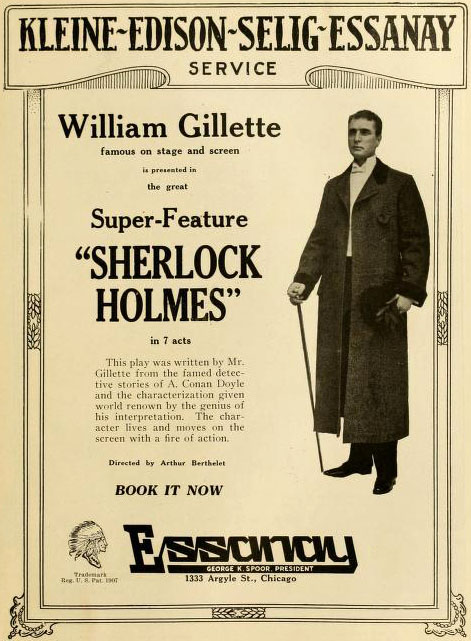 KLEINE-EDISON-SELIG-ESSANAY
SERVICE
William Gillette
famous on stage and screen
is presented in
the great
Super-Feature
"SHERLOCK
HOLMES"
in 7 acts
This play was written by Mr.
Gillette from the famed detec-
tive stories of A. Conan Doyle
and the characterization given
world renown by the genius of
his interpretation. The char-
acter lives and moves on the
screen with a fire of action.
Directed by Arthur Berthelet
BOOK IT NOW
Essanay
GEORGE K. SPOOR, PRESIDENT
1333 Argyle St., Chicago
Trademark
Reg. U. S. Pat. 1907